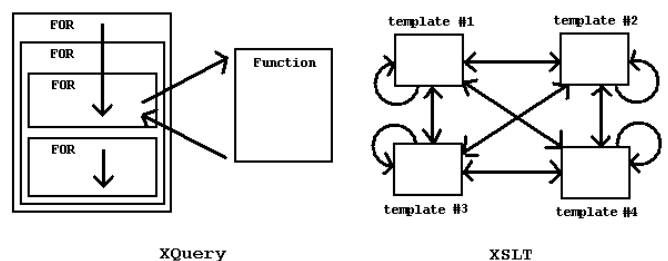 FOR
FOR
FOR
FOR
Function
XQuery
template #1
template #2
template #3
template #4
XSLT